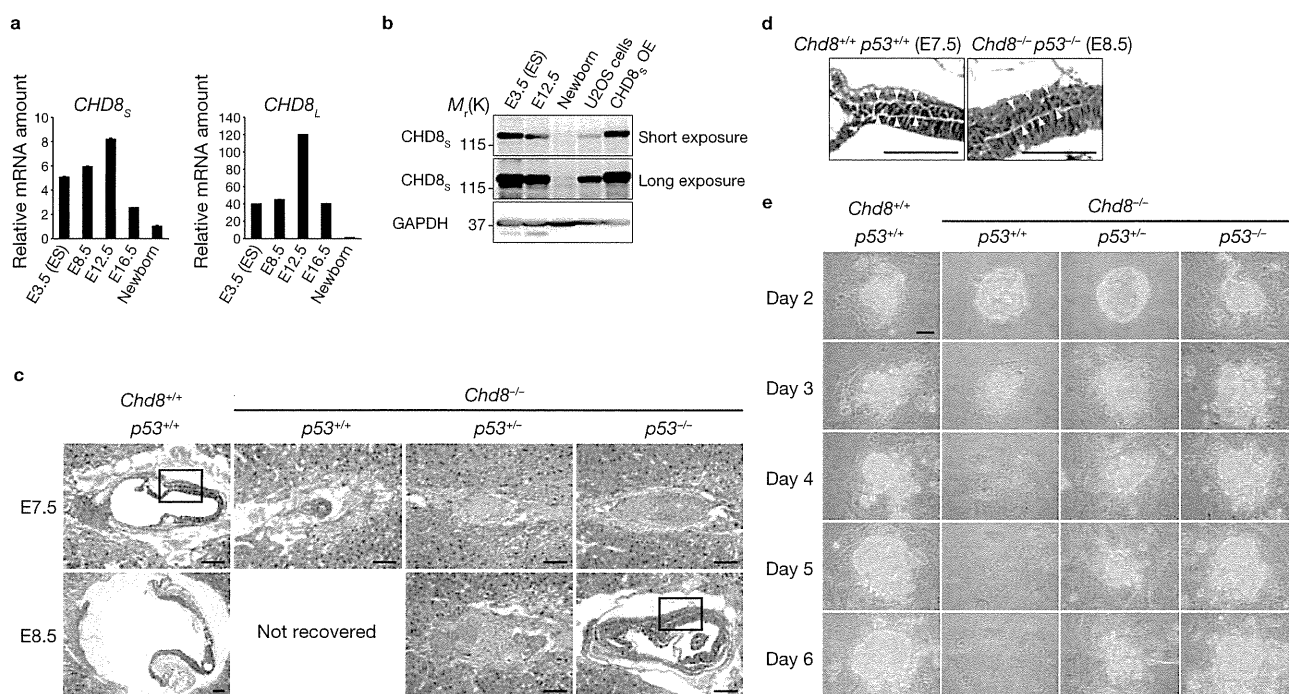 a
CHD8S
Relative mRNA amount
10
8
6
4
2
0
E3.5 (ES)
E8.5
E12.5
E16.5
Newborn
CHD8L
Relative mRNA amount
140
120
100
80
60
40
20
0
E3.5 (ES)
E8.5
E12.5
E16.5
Newborn
b
Mr(K)
E3.5 (ES)
E12.5
Newborn
U2OS cells
CHD8S OE
CHD8S
115
Short exposure
CHD8S
115
Long exposure
GAPDH
37
c
Chd8+/+
Chd8–/–
p53+/+
p53+/+
p53+/–
p53–/–
E7.5
E8.5
Not recovered
d
Chd8+/+ p53+/+ (E7.5)
Chd8–/– p53–/– (E8.5)
e
Chd8+/+
Chd8–/–
p53+/+
p53+/+
p53+/–
p53–/–
Day 2
Day 3
Day 4
Day 5
Day 6